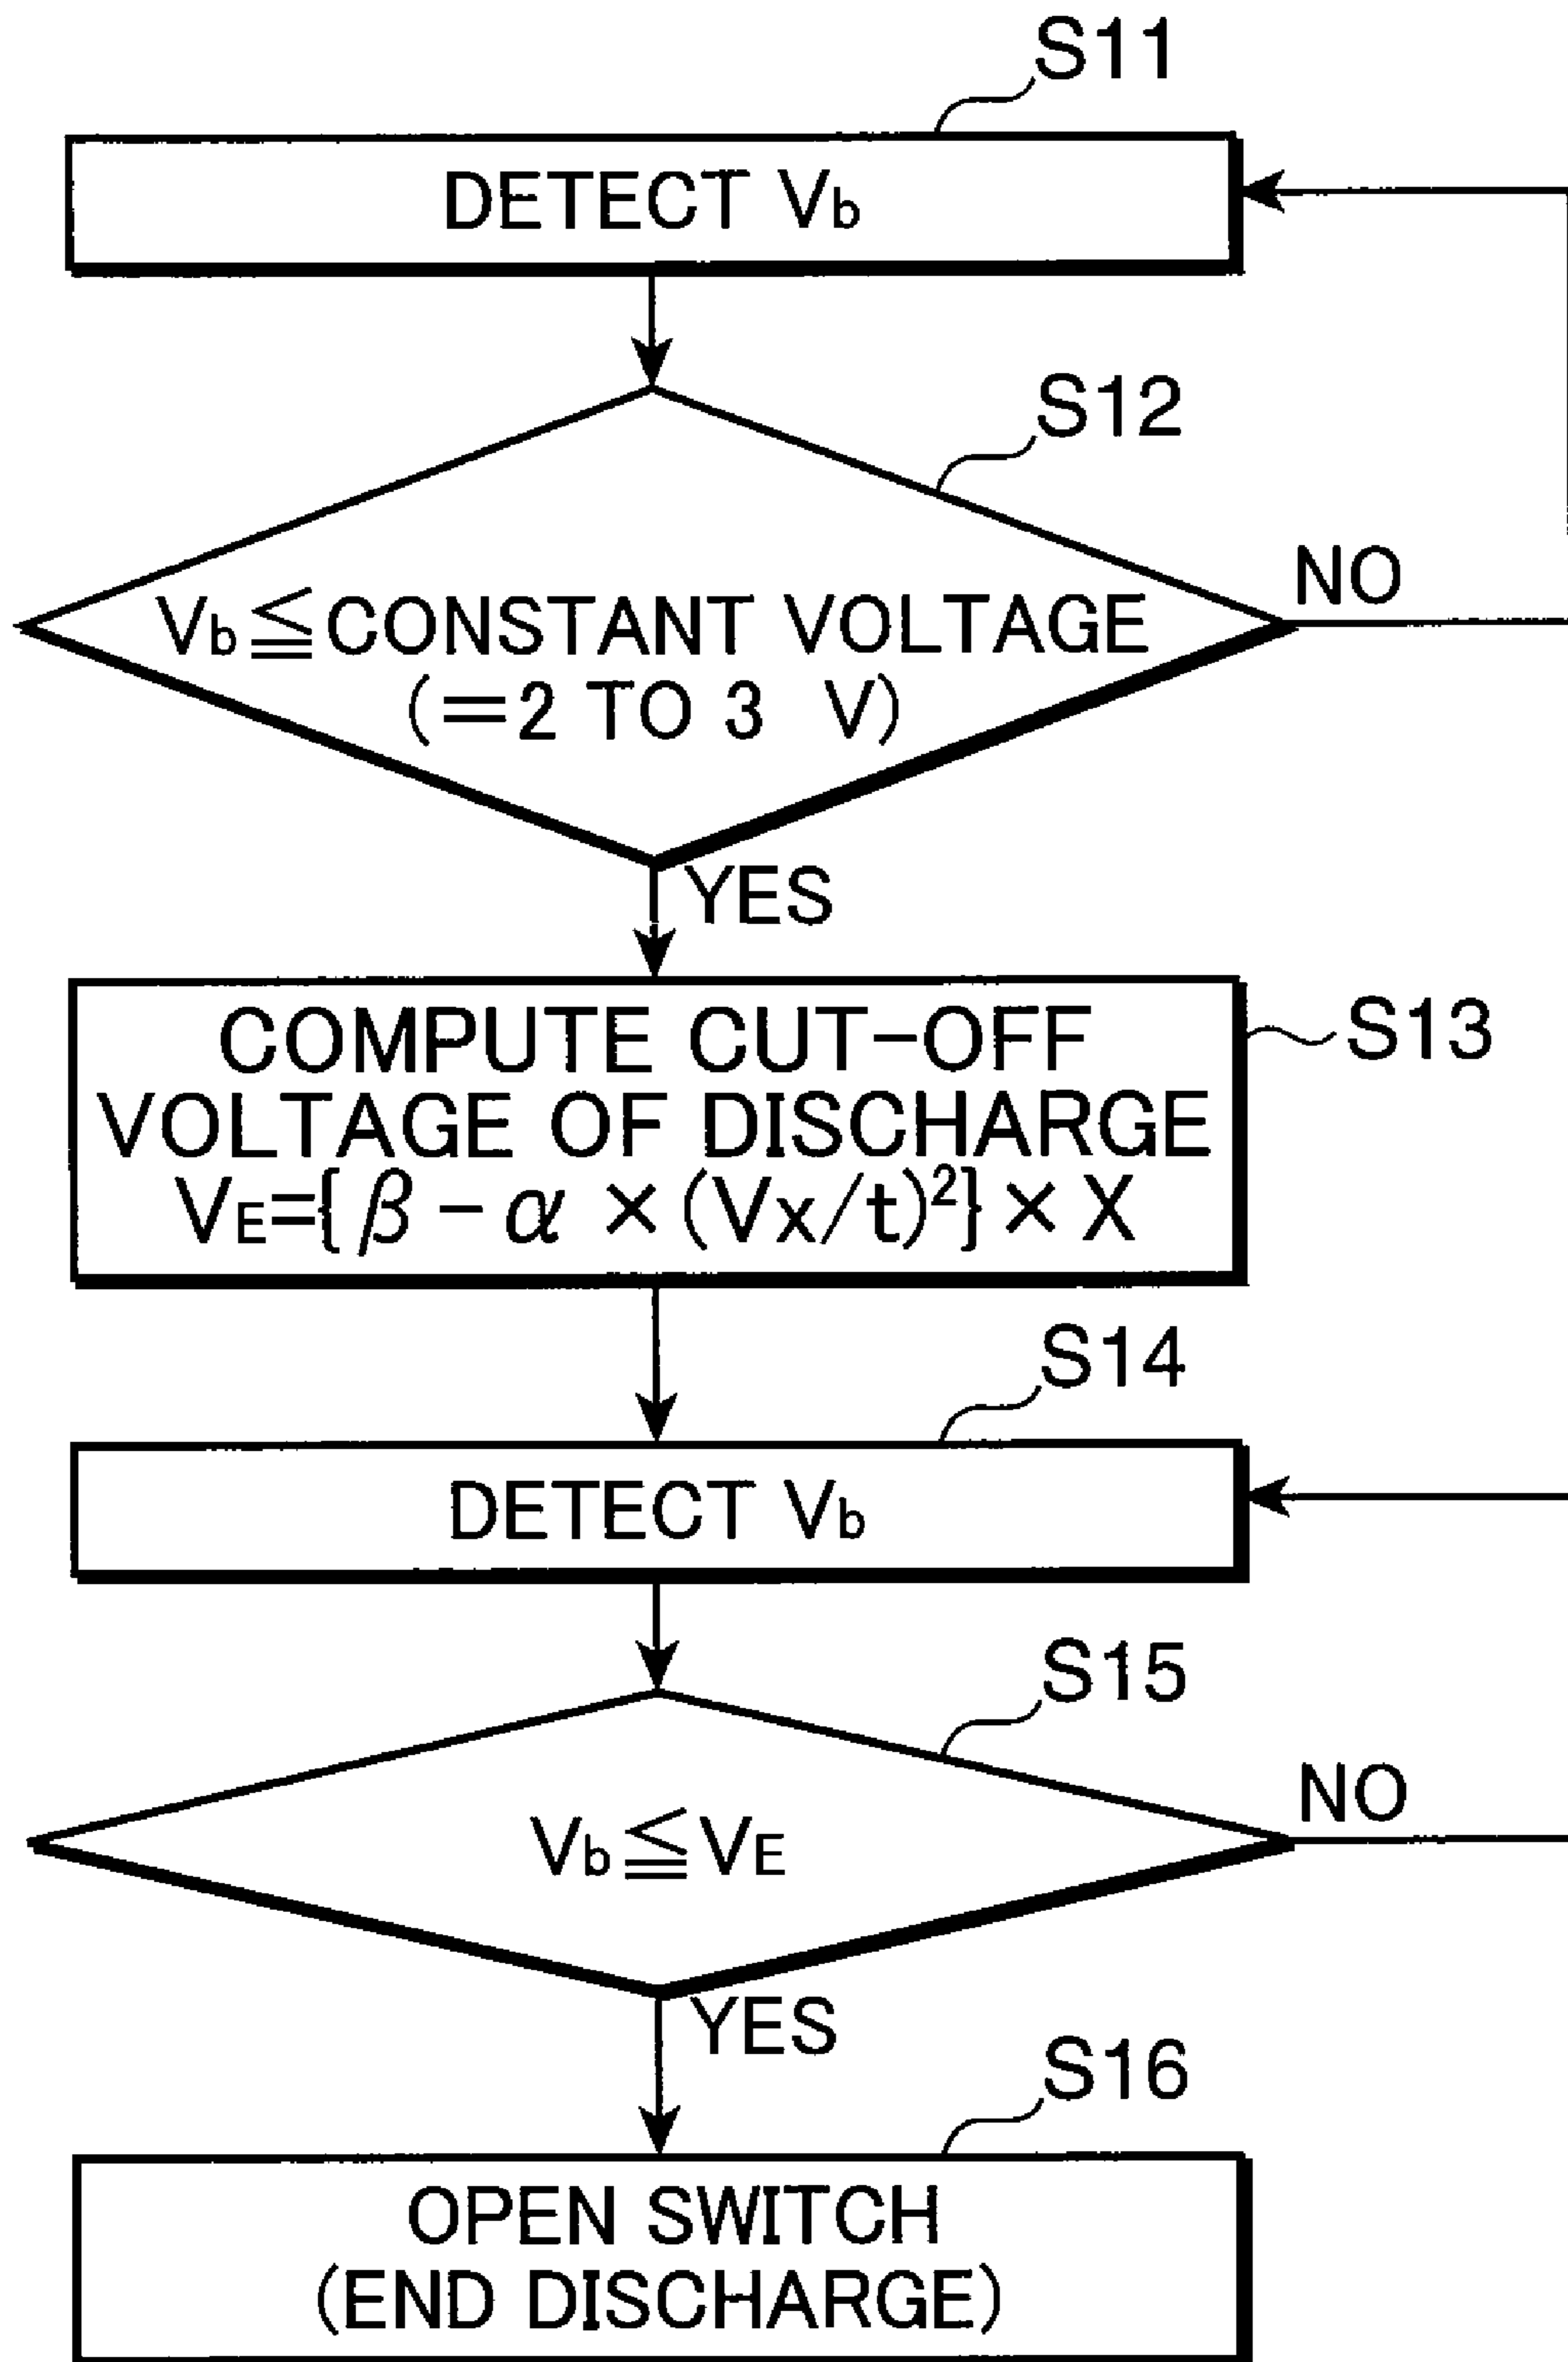 S11
DETECT Vb
S12
Vb≦CONSTANT VOLTAGE
(=2 TO 3 V)
NO
YES
S13
COMPUTE CUT-OFF
VOLTAGE OF DISCHARGE
VE={β-α×(Vx/t)²}×X
S14
DETECT Vb
S15
Vb≦VE
NO
YES
S16
OPEN SWITCH
(END DISCHARGE)